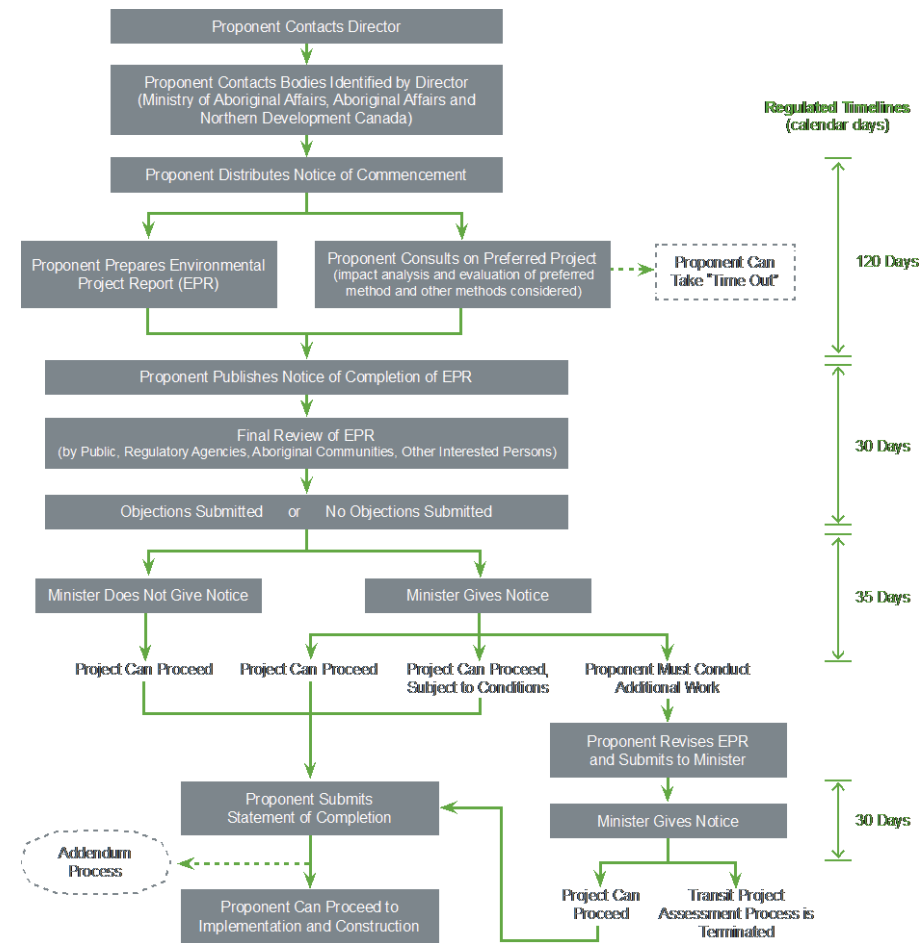 Proponent Contacts Director
Proponent Contacts Bodies Identified by Director
(Ministry of Aboriginal Affairs, Aboriginal Affairs and
Northern Development Canada)
Regulated Timelines
(calendar days)
Proponent Distributes Notice of Commencement
Proponent Prepares Environmental
Project Report (EPR)
Proponent Consults on Preferred Project
(impact analysis and evaluation of preferred
method and other methods considered)
Proponent Can
Take "Time Out"
120 Days
Proponent Publishes Notice of Completion of EPR
Final Review of EPR
(by Public, Regulatory Agencies, Aboriginal Communities, Other Interested Persons)
30 Days
Objections Submitted or No Objections Submitted
Minister Does Not Give Notice
Minister Gives Notice
35 Days
Project Can Proceed
Project Can Proceed
Project Can Proceed,
Subject to Conditions
Proponent Must Conduct
Additional Work
Proponent Revises EPR
and Submits to Minister
Proponent Submits
Statement of Completion
Minister Gives Notice
30 Days
Addendum
Process
Project Can
Proceed
Transit Project
Assessment Process is
Terminated
Proponent Can Proceed to
Implementation and Construction